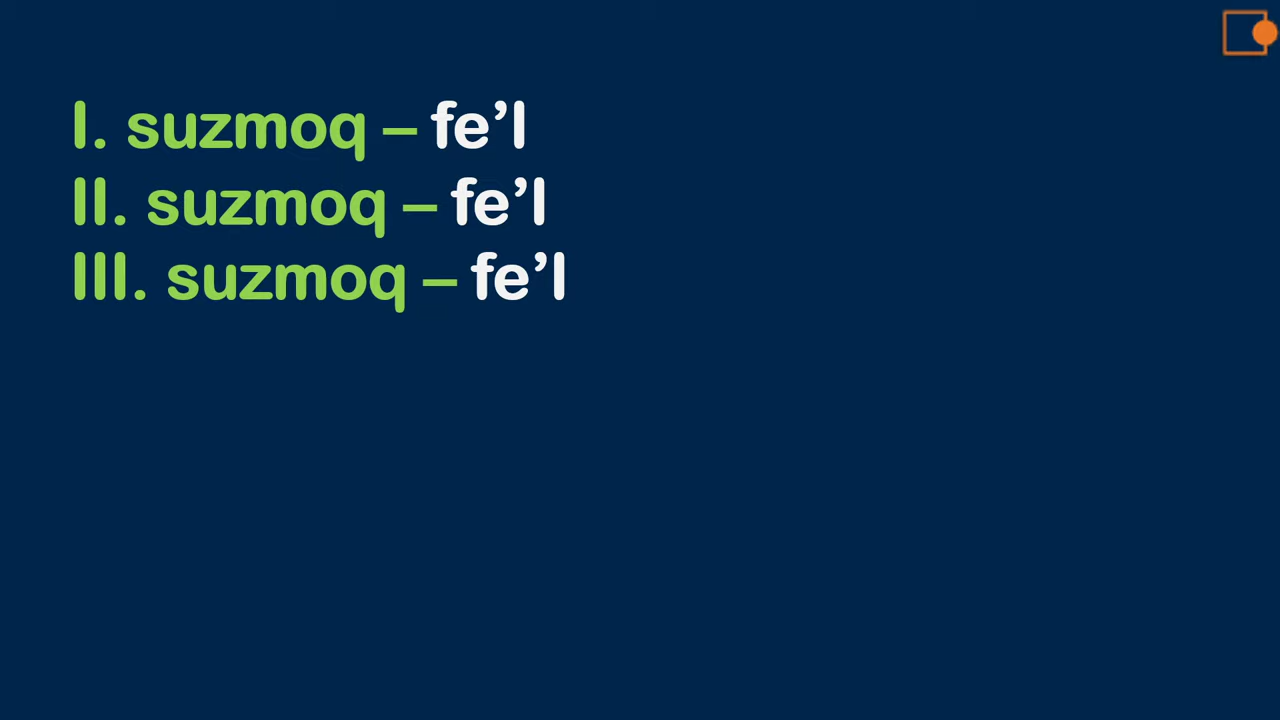 I. suzmoq – fe’l
II. suzmoq – fe’l
III. suzmoq – fe’l